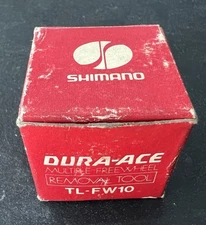 SHIMANO
DURA-ACE
MULTIPLE FREEWHEEL
REMOVAL TOOL
TL-FW10